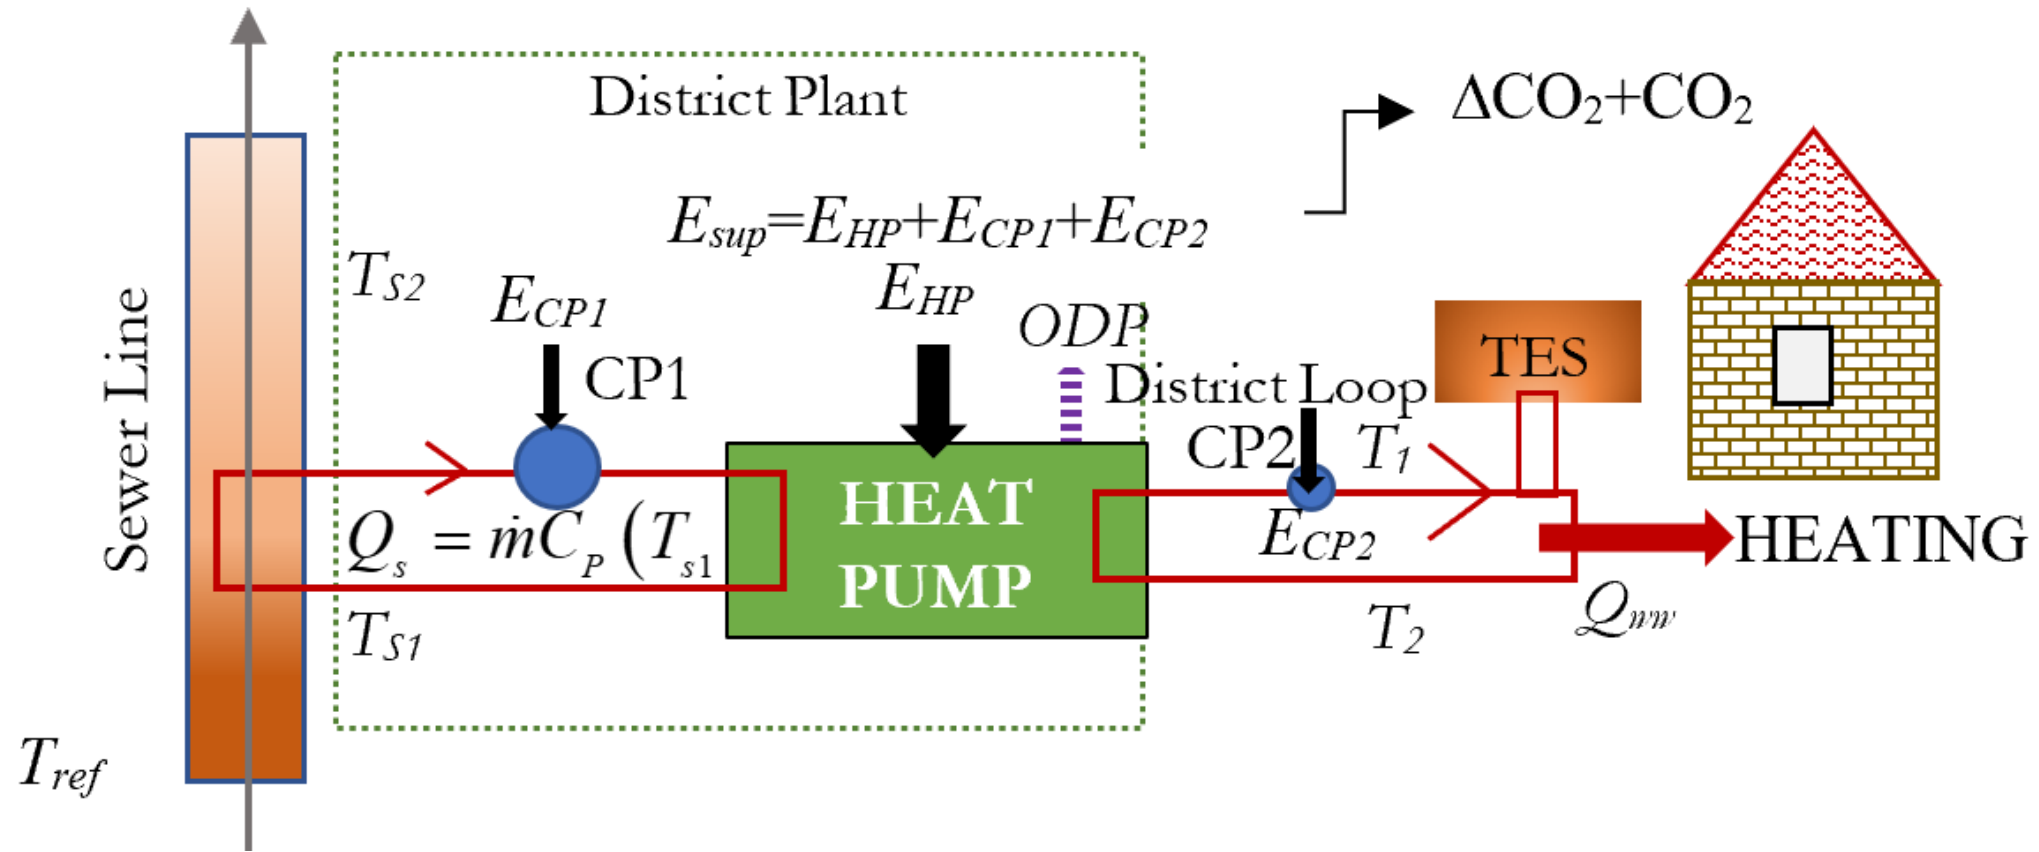 District Plant
ΔCO₂+CO₂
E_sup=E_HP+E_CP1+E_CP2
T_S2
E_CP1
E_HP
ODP
CP1
District Loop
TES
CP2
T_1
Sewer Line
HEAT
PUMP
Q_s = ṁC_P (T_s1
E_CP2
HEATING
T_S1
T_2
Q_ww
T_ref